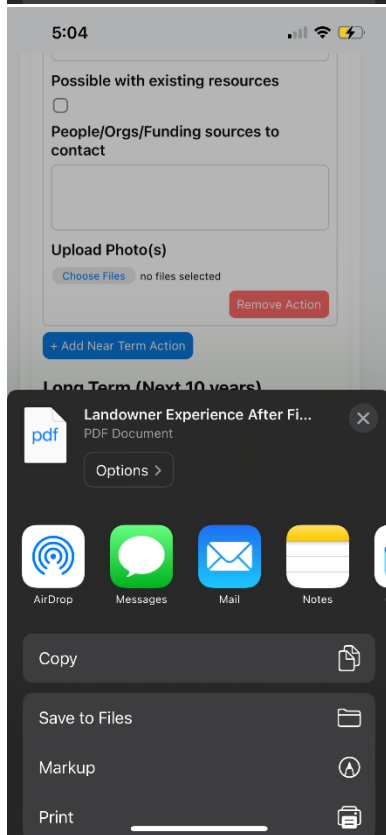 5:04
Possible with existing resources
People/Orgs/Funding sources to
contact
Upload Photo(s)
Choose Files no files selected
Remove Action
+ Add Near Term Action
Long Term (Next 10 years)
pdf
Landowner Experience After Fi...
PDF Document
Options >
AirDrop
Messages
Mail
Notes
Copy
Save to Files
Markup
Print